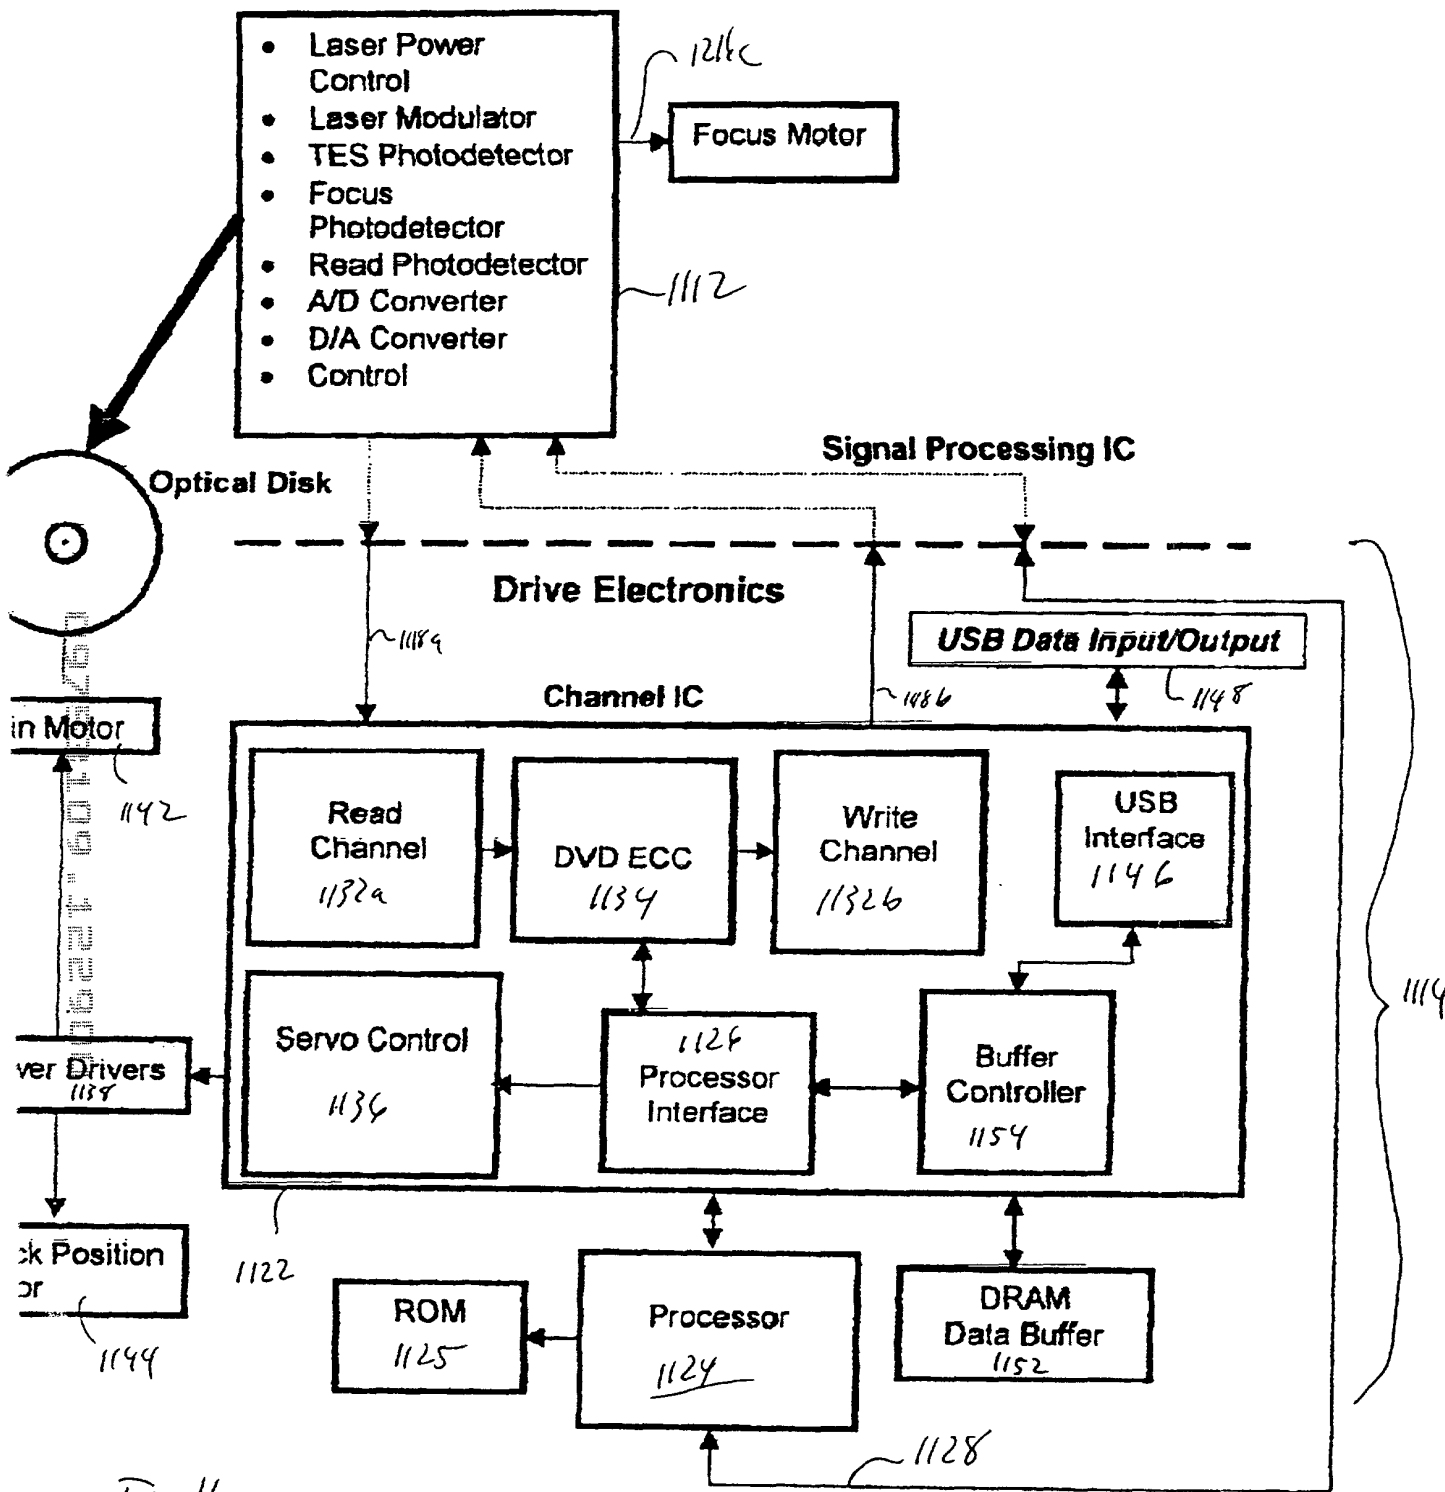 • Laser Power
Control
• Laser Modulator
• TES Photodetector
• Focus
Photodetector
• Read Photodetector
• A/D Converter
• D/A Converter
• Control
Focus Motor
1112
Signal Processing IC
Optical Disk
Drive Electronics
1118a
USB Data Input/Output
1148
Channel IC
in Motor
1142
Read
Channel
1132a
DVD ECC
1134
Write
Channel
1132b
USB
Interface
1146
1114
Servo Control
1136
1126
Processor
Interface
Buffer
Controller
1154
ver Drivers
1138
ck Position
or
1144
1122
ROM
1125
Processor
1124
DRAM
Data Buffer
1152
1128